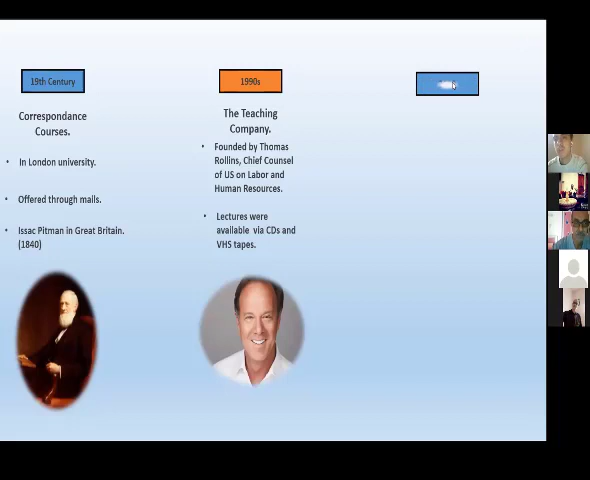 19th Century
Correspondance
Courses.
• In London university.
• Offered through mails.
• Issac Pitman in Great Britain.
(1840)
1990s
The Teaching
Company.
• Founded by Thomas
Rollins, Chief Counsel
of US on Labor and
Human Resources.
• Lectures were
available via CDs and
VHS tapes.